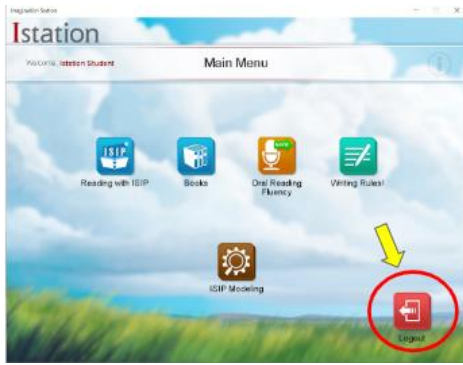 Imagination Station
Istation
Welcome, Istation Student
Main Menu
ISIP
Reading with ISIP
Books
Oral Reading
Fluency
Writing Rules!
ISIP Modeling
Logout